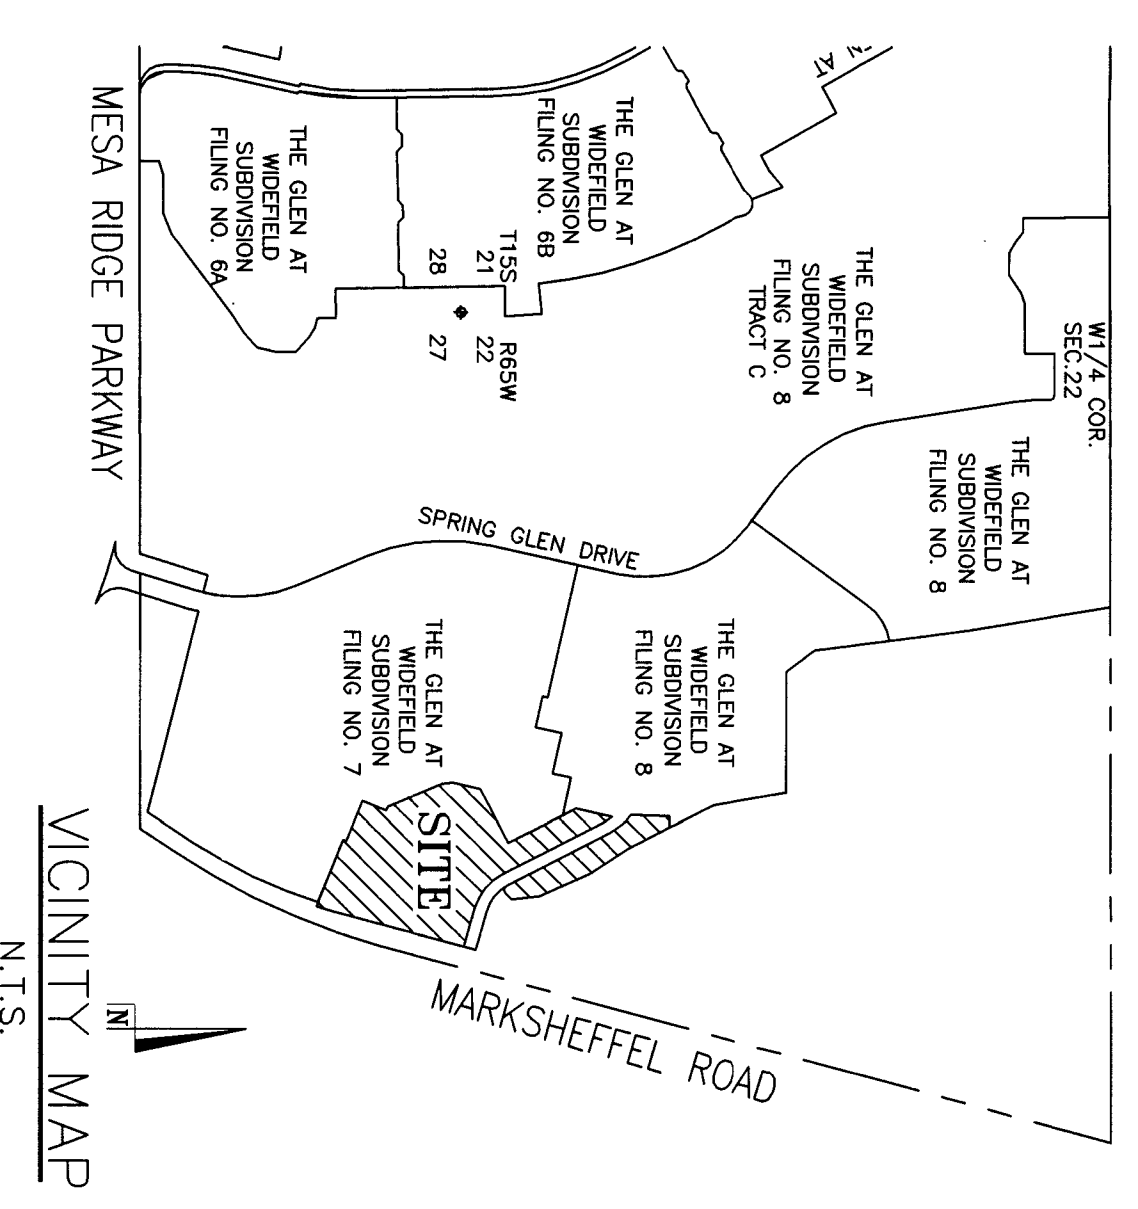 W1/4 COR.
SEC.22
THE GLEN AT
WIDEFIELD
SUBDIVISION
FILING NO. 8
THE GLEN AT
WIDEFIELD
SUBDIVISION
FILING NO. 8
TRACT C
N AT
THE GLEN AT
WIDEFIELD
SUBDIVISION
FILING NO. 8
MARKSHEFFEL ROAD
THE GLEN AT
WIDEFIELD
SUBDIVISION
FILING NO. 6B
SPRING GLEN DRIVE
T15S R65W
21 22
28 27
THE GLEN AT
WIDEFIELD
SUBDIVISION
FILING NO. 7
SITE
THE GLEN AT
WIDEFIELD
SUBDIVISION
FILING NO. 6A
MESA RIDGE PARKWAY
N
VICINITY MAP
N.T.S.